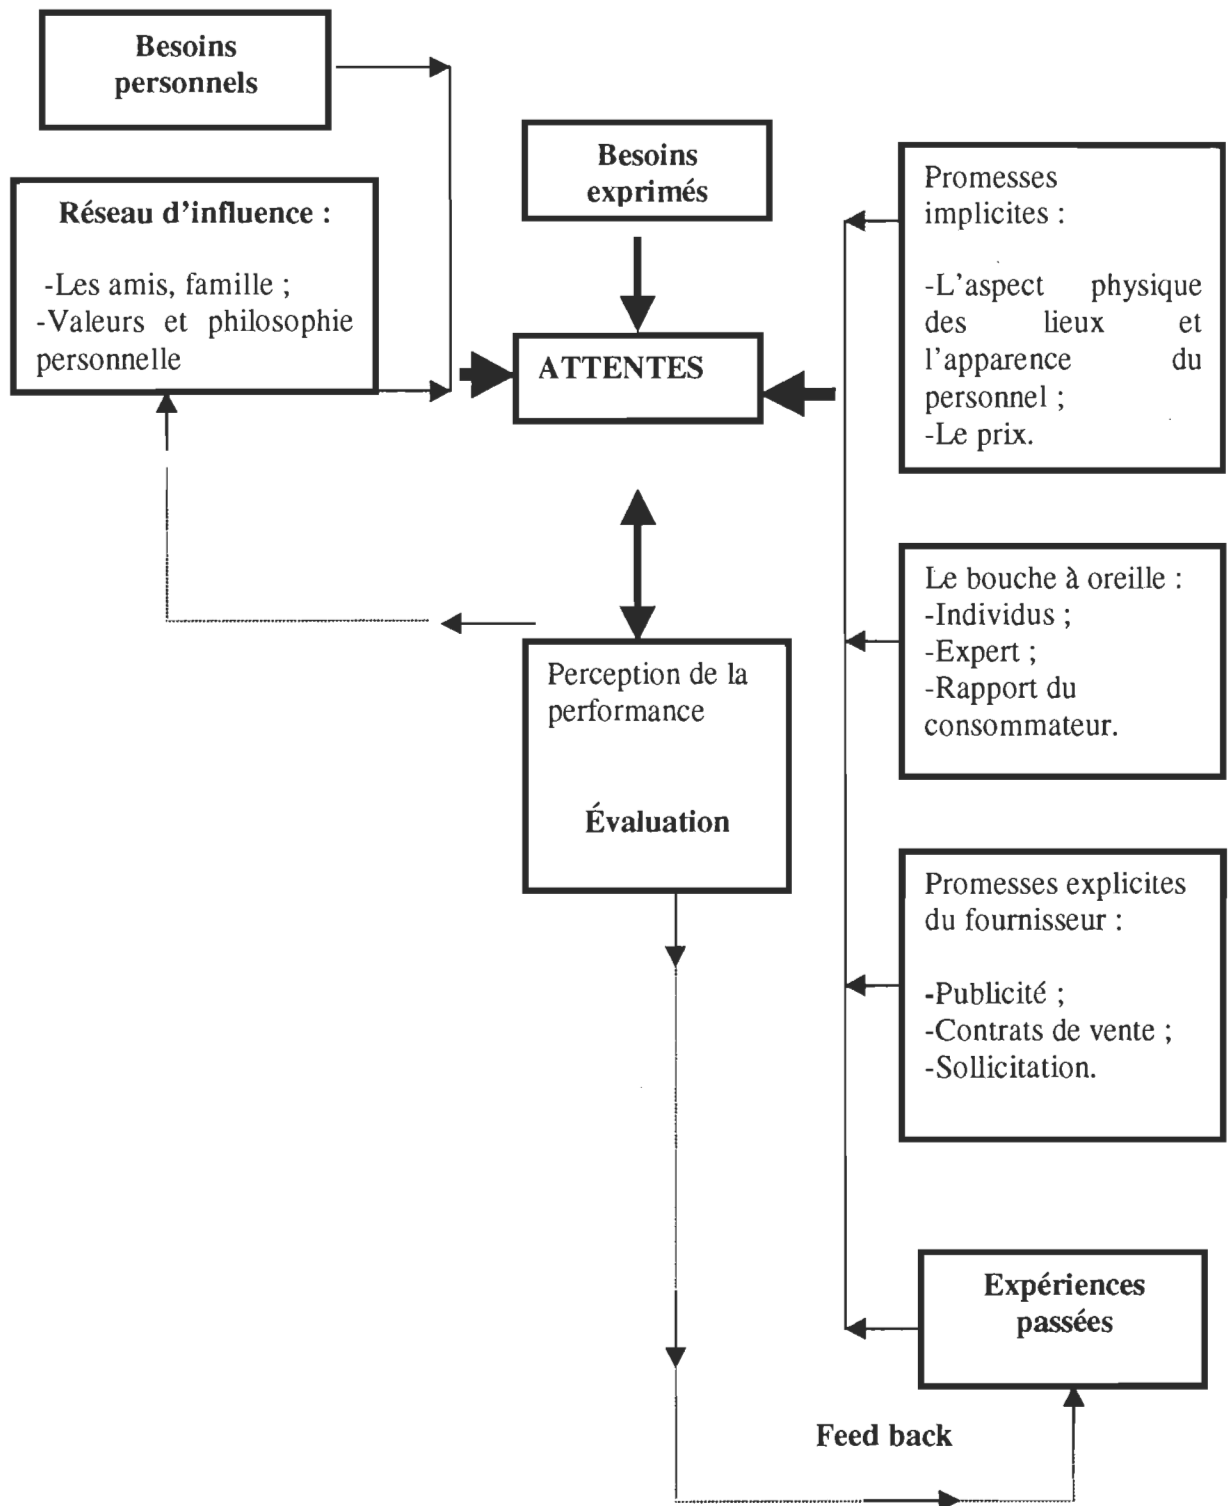 Besoins
personnels
Besoins
exprimés
Réseau d'influence :
-Les amis, famille ;
-Valeurs et philosophie
personnelle
ATTENTES
Promesses
implicites :
-L'aspect physique
des lieux et
l'apparence du
personnel ;
-Le prix.
Le bouche à oreille :
-Individus ;
-Expert ;
-Rapport du
consommateur.
Perception de la
performance
Évaluation
Promesses explicites
du fournisseur :
-Publicité ;
-Contrats de vente ;
-Sollicitation.
Expériences
passées
Feed back